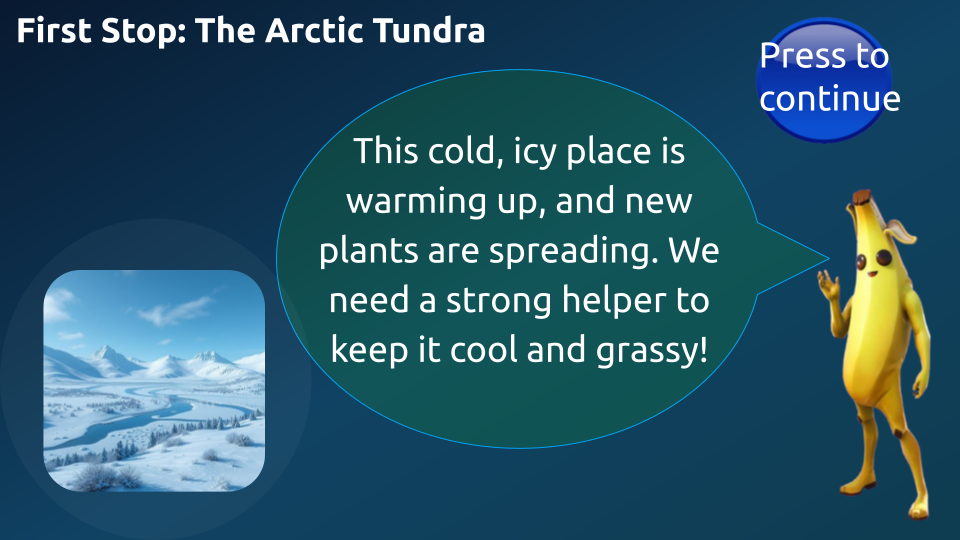 First Stop: The Arctic Tundra
Press to
continue
This cold, icy place is
warming up, and new
plants are spreading. We
need a strong helper to
keep it cool and grassy!